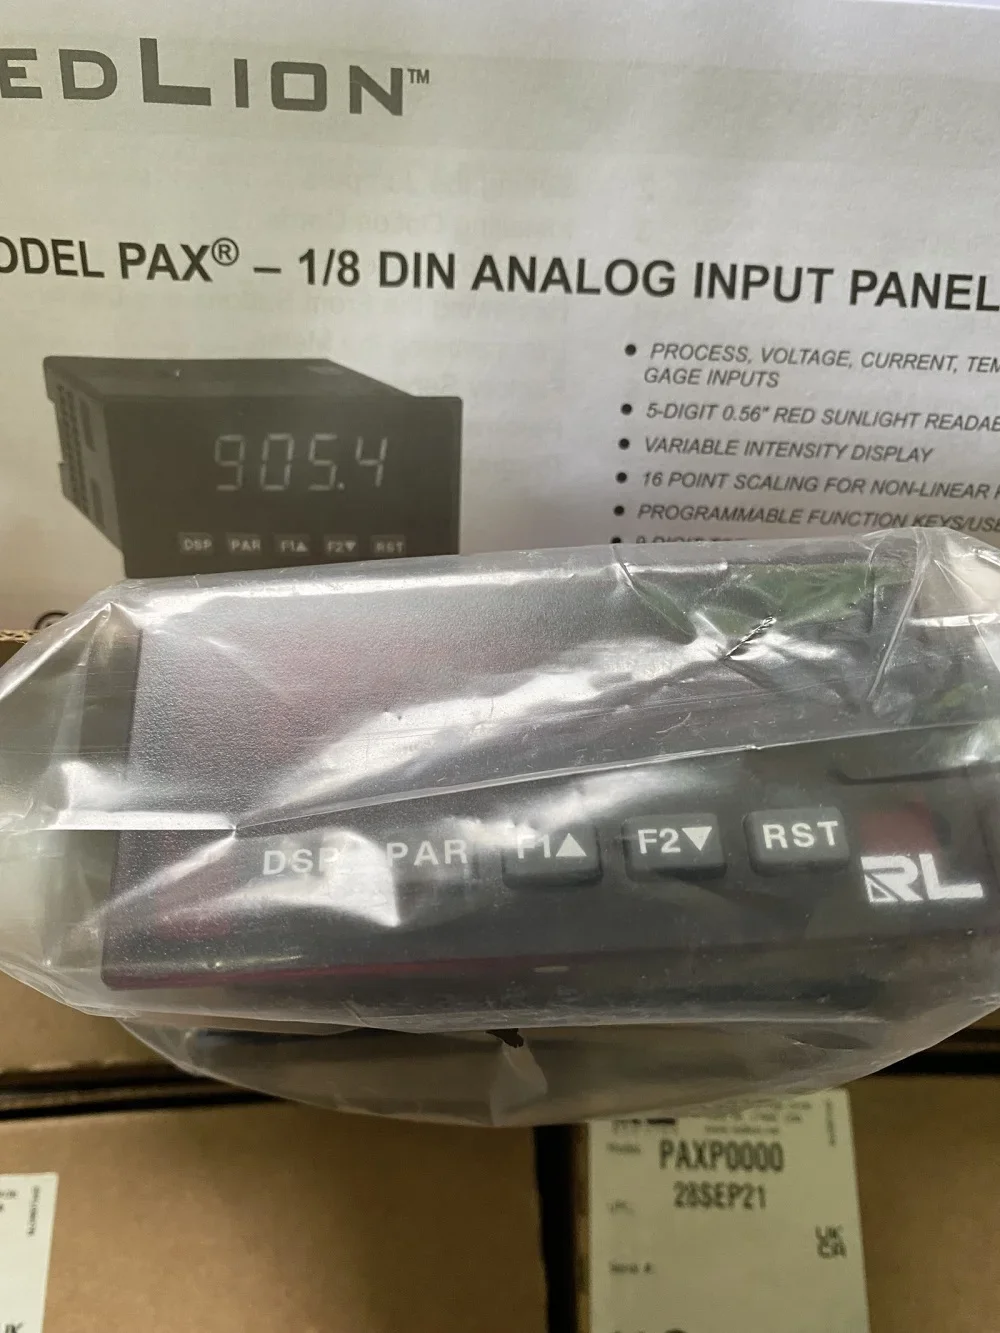 EDLION™
ODEL PAX® – 1/8 DIN ANALOG INPUT PANEL
● PROCESS, VOLTAGE, CURRENT, TEM
GAGE INPUTS
● 5-DIGIT 0.56" RED SUNLIGHT READAB
● VARIABLE INTENSITY DISPLAY
● 16 POINT SCALING FOR NON-LINEAR
● PROGRAMMABLE FUNCTION KEYS/USE
905.4
DSP PAR F1▲ F2▼ RST
DSP PAR F1▲ F2▼ RST
RL
PAXP0000
28SEP21
UK
CA